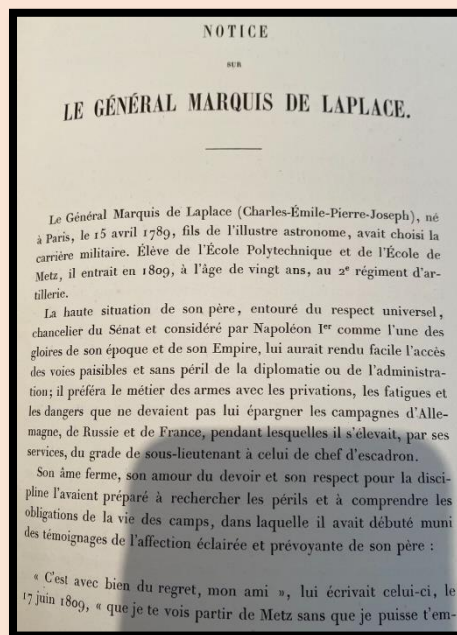 NOTICE
SUR
LE GÉNÉRAL MARQUIS DE LAPLACE.
Le Général Marquis de Laplace (Charles-Émile-Pierre-Joseph), né
à Paris, le 15 avril 1789, fils de l'illustre astronome, avait choisi la
carrière militaire. Élève de l'École Polytechnique et de l'École de
Metz, il entrait en 1809, à l'âge de vingt ans, au 2e régiment d'ar-
tillerie.
La haute situation de son père, entouré du respect universel,
chancelier du Sénat et considéré par Napoléon Ier comme l'une des
gloires de son époque et de son Empire, lui aurait rendu facile l'accès
des voies paisibles et sans péril de la diplomatie ou de l'administra-
tion; il préféra le métier des armes avec les privations, les fatigues et
les dangers que ne devaient pas lui épargner les campagnes d'Alle-
magne, de Russie et de France, pendant lesquelles il s'élevait, par ses
services, du grade de sous-lieutenant à celui de chef d'escadron.
Son âme ferme, son amour du devoir et son respect pour la disci-
pline l'avaient préparé à rechercher les périls et à comprendre les
obligations de la vie des camps, dans laquelle il avait débuté muni
des témoignages de l'affection éclairée et prévoyante de son père :
« C'est avec bien du regret, mon ami », lui écrivait celui-ci, le
17 juin 1809, « que je te vois partir de Metz sans que je puisse t'em-